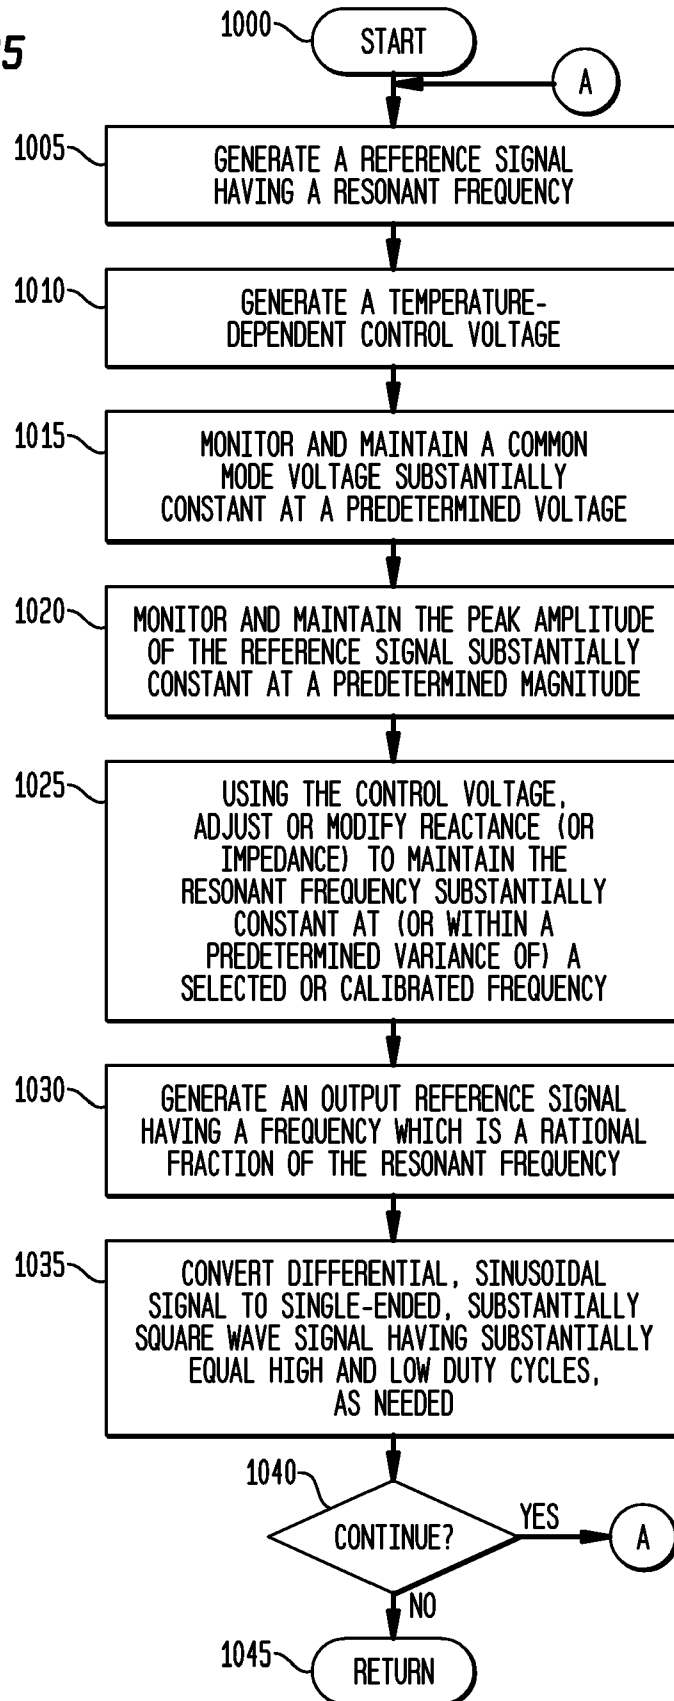 1000
START
A
1005
GENERATE A REFERENCE SIGNAL
HAVING A RESONANT FREQUENCY
1010
GENERATE A TEMPERATURE-
DEPENDENT CONTROL VOLTAGE
1015
MONITOR AND MAINTAIN A COMMON
MODE VOLTAGE SUBSTANTIALLY
CONSTANT AT A PREDETERMINED VOLTAGE
1020
MONITOR AND MAINTAIN THE PEAK AMPLITUDE
OF THE REFERENCE SIGNAL SUBSTANTIALLY
CONSTANT AT A PREDETERMINED MAGNITUDE
1025
USING THE CONTROL VOLTAGE,
ADJUST OR MODIFY REACTANCE (OR
IMPEDANCE) TO MAINTAIN THE
RESONANT FREQUENCY SUBSTANTIALLY
CONSTANT AT (OR WITHIN A
PREDETERMINED VARIANCE OF) A
SELECTED OR CALIBRATED FREQUENCY
1030
GENERATE AN OUTPUT REFERENCE SIGNAL
HAVING A FREQUENCY WHICH IS A RATIONAL
FRACTION OF THE RESONANT FREQUENCY
1035
CONVERT DIFFERENTIAL, SINUSOIDAL
SIGNAL TO SINGLE-ENDED, SUBSTANTIALLY
SQUARE WAVE SIGNAL HAVING SUBSTANTIALLY
EQUAL HIGH AND LOW DUTY CYCLES,
AS NEEDED
1040
CONTINUE?
YES
A
NO
1045
RETURN